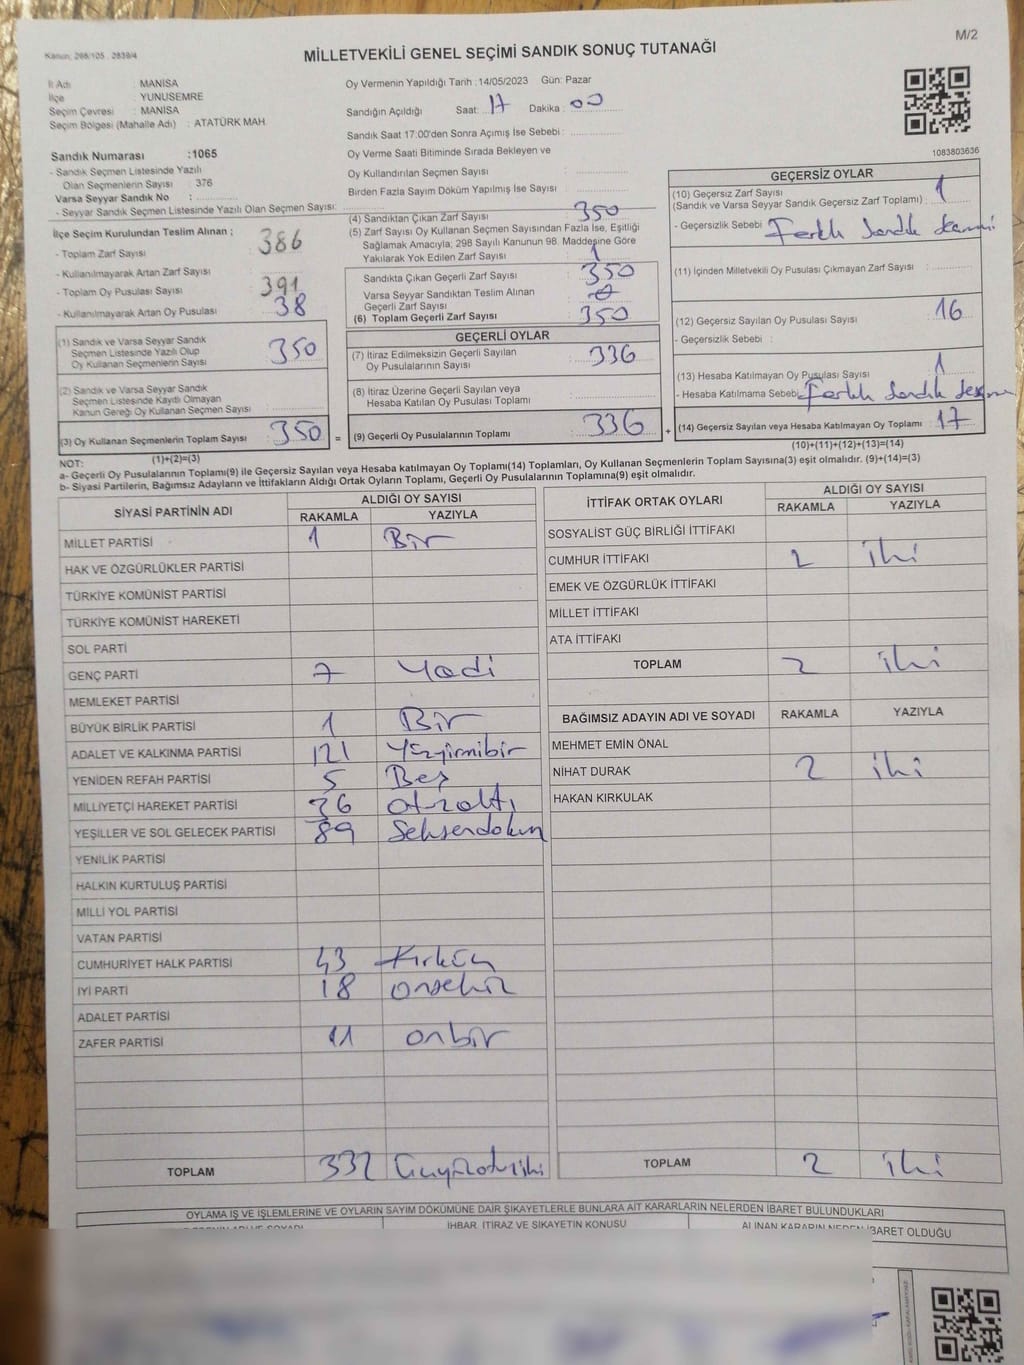 Kanun: 298/105 , 2839/4
MİLLETVEKİLİ GENEL SEÇİMİ SANDIK SONUÇ TUTANAĞI
M/2
İl Adı : MANİSA
İlçe : YUNUSEMRE
Seçim Çevresi : MANİSA
Seçim Bölgesi (Mahalle Adı) : ATATÜRK MAH.
Sandık Numarası :1065
- Sandık Seçmen Listesinde Yazılı
Olan Seçmenlerin Sayısı : 376
Varsa Seyyar Sandık No :
- Seyyar Sandık Seçmen Listesinde Yazılı Olan Seçmen Sayısı:
Oy Vermenin Yapıldığı Tarih :14/05/2023 Gün: Pazar
Sandığın Açıldığı Saat: 17 Dakika : 00
Sandık Saat 17:00'den Sonra Açımış İse Sebebi :
Oy Verme Saati Bitiminde Sırada Bekleyen ve
Oy Kullandırılan Seçmen Sayısı :
Birden Fazla Sayım Döküm Yapılmış İse Sayısı :
1083803636
İlçe Seçim Kurulundan Teslim Alınan ;
- Toplam Zarf Sayısı : 386
- Kullanılmayarak Artan Zarf Sayısı :
- Toplam Oy Pusulası Sayısı : 391
- Kullanılmayarak Artan Oy Pusulası : 38
(4) Sandıktan Çıkan Zarf Sayısı : 350
(5) Zarf Sayısı Oy Kullanan Seçmen Sayısından Fazla İse, Eşitliği
Sağlamak Amacıyla, 298 Sayılı Kanunun 98. Maddesine Göre
Yakılarak Yok Edilen Zarf Sayısı : 1
Sandıkta Çıkan Geçerli Zarf Sayısı : 350
Varsa Seyyar Sandıktan Teslim Alınan
Geçerli Zarf Sayısı :
(6) Toplam Geçerli Zarf Sayısı : 350
GEÇERSİZ OYLAR
(10) Geçersiz Zarf Sayısı
(Sandık ve Varsa Seyyar Sandık Geçersiz Zarf Toplamı) : 1
- Geçersizlik Sebebi : Farklı Sandık
(11) İçinden Milletvekili Oy Pusulası Çıkmayan Zarf Sayısı :
(12) Geçersiz Sayılan Oy Pusulası Sayısı : 16
- Geçersizlik Sebebi :
(13) Hesaba Katılmayan Oy Pusulası Sayısı : 1
- Hesaba Katılmama Sebebi: Farklı Sandık
(14) Geçersiz Sayılan veya Hesaba Katılmayan Oy Toplamı : 17
(10)+(11)+(12)+(13)=(14)
(1) Sandık ve Varsa Seyyar Sandık
Seçmen Listesinde Yazılı Olup
Oy Kullanan Seçmenlerin Sayısı : 350
(2) Sandık ve Varsa Seyyar Sandık
Seçmen Listesinde Kayıtlı Olmayan
Kanun Gereği Oy Kullanan Seçmen Sayısı :
(3) Oy Kullanan Seçmenlerin Toplam Sayısı : 350 =
(1)+(2)=(3)
GEÇERLİ OYLAR
(7) İtiraz Edilmeksizin Geçerli Sayılan
Oy Pusulalarının Sayısı : 336
(8) İtiraz Üzerine Geçerli Sayılan veya
Hesaba Katılan Oy Pusulası Toplamı :
(9) Geçerli Oy Pusulalarının Toplamı : 336 +
NOT:
a- Geçerli Oy Pusulalarının Toplamı(9) ile Geçersiz Sayılan veya Hesaba katılmayan Oy Toplamı(14) Toplamları, Oy Kullanan Seçmenlerin Toplam Sayısına(3) eşit olmalıdır. (9)+(14)=(3)
b- Siyasi Partilerin, Bağımsız Adayların ve İttifakların Aldığı Ortak Oyların Toplamı, Geçerli Oy Pusulasının Toplamına(9) eşit olmalıdır.
SİYASİ PARTİNİN ADI ALDIĞI OY SAYISI
RAKAMLA YAZIYLA
MİLLET PARTİSİ 1 Bir
HAK VE ÖZGÜRLÜKLER PARTİSİ
TÜRKİYE KOMÜNİST PARTİSİ
TÜRKİYE KOMÜNİST HAREKETİ
SOL PARTİ
GENÇ PARTİ 7 Yedi
MEMLEKET PARTİSİ
BÜYÜK BİRLİK PARTİSİ 1 Bir
ADALET VE KALKINMA PARTİSİ 121 Yüzyirmibir
YENİDEN REFAH PARTİSİ 5 Beş
MİLLİYETÇİ HAREKET PARTİSİ 36 otuzaltı
YEŞİLLER VE SOL GELECEK PARTİSİ 89 Seksendokuz
YENİLİK PARTİSİ
HALKIN KURTULUŞ PARTİSİ
MİLLİ YOL PARTİSİ
VATAN PARTİSİ
CUMHURİYET HALK PARTİSİ 43 Kırküç
İYİ PARTİ 18 onsekiz
ADALET PARTİSİ
ZAFER PARTİSİ 11 onbir
TOPLAM 332 Üçyüzotuziki
İTTİFAK ORTAK OYLARI ALDIĞI OY SAYISI
RAKAMLA YAZIYLA
SOSYALİST GÜÇ BİRLİĞİ İTTİFAKI
CUMHUR İTTİFAKI 2 iki
EMEK VE ÖZGÜRLÜK İTTİFAKI
MİLLET İTTİFAKI
ATA İTTİFAKI
TOPLAM 2 iki
BAĞIMSIZ ADAYIN ADI VE SOYADI RAKAMLA YAZIYLA
MEHMET EMİN ÖNAL
NİHAT DURAK 2 iki
HAKAN KIRKULAK
TOPLAM 2 iki
OYLAMA İŞ VE İŞLEMLERİNE VE OYLARIN SAYIM DÖKÜMÜNE DAİR ŞİKAYETLERLE BUNLARA AİT KARARLARIN NELERDEN İBARET BULUNDUKLARI
İHBAR, İTİRAZ VE ŞİKAYETİN KONUSU
ALINAN KARARIN NEDEN İBARET OLDUĞU